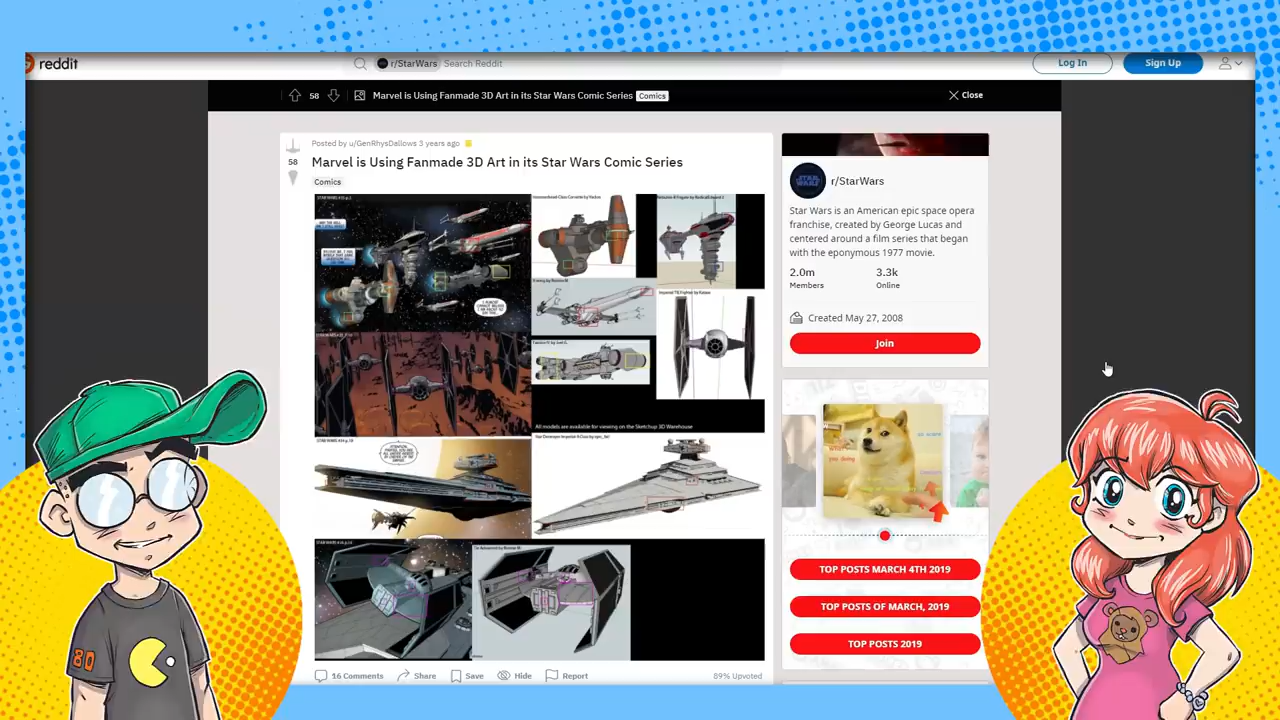 reddit
r/StarWars
Search Reddit
Log In
Sign Up
58
Marvel is Using Fanmade 3D Art in its Star Wars Comic Series
Comics
Close
Posted by u/GenRhysDallows 3 years ago
58
Marvel is Using Fanmade 3D Art in its Star Wars Comic Series
Comics
All models are available for viewing on the Sketchup 3D Warehouse
16 Comments
Share
Save
Hide
Report
89% Upvoted
r/StarWars
Star Wars is an American epic space opera
franchise, created by George Lucas and
centered around a film series that began
with the eponymous 1977 movie.
2.0m
3.3k
Members
Online
Created May 27, 2008
Join
TOP POSTS MARCH 4TH 2019
TOP POSTS OF MARCH, 2019
TOP POSTS 2019
80